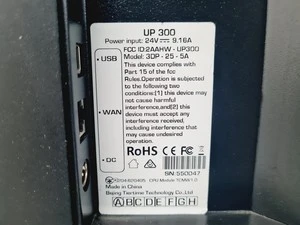 UP 300
Power input: 24V 9.16A
FCC ID:2AAHW - UP300
Model: 3DP - 25 - 5A
This device complies with
Part 15 of the fcc
Rules.Operation is subjected
to the following two
conditions:(1) this device
may not cause harmful
interference,and(2) this
device must accept any
interference received,
including interference
that may cause undesired
operation.
• USB
• WAN
• DC
RoHS CE FC
SN:550047
CPU Module
Made in China
Beijing Tiertime Technology Co.,Ltd
A B C D E F G H